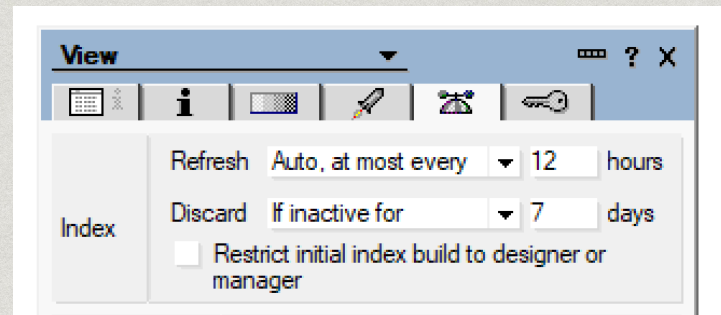 View
? X
i
Refresh Auto, at most every 12 hours
Index
Discard If inactive for 7 days
Restrict initial index build to designer or
manager